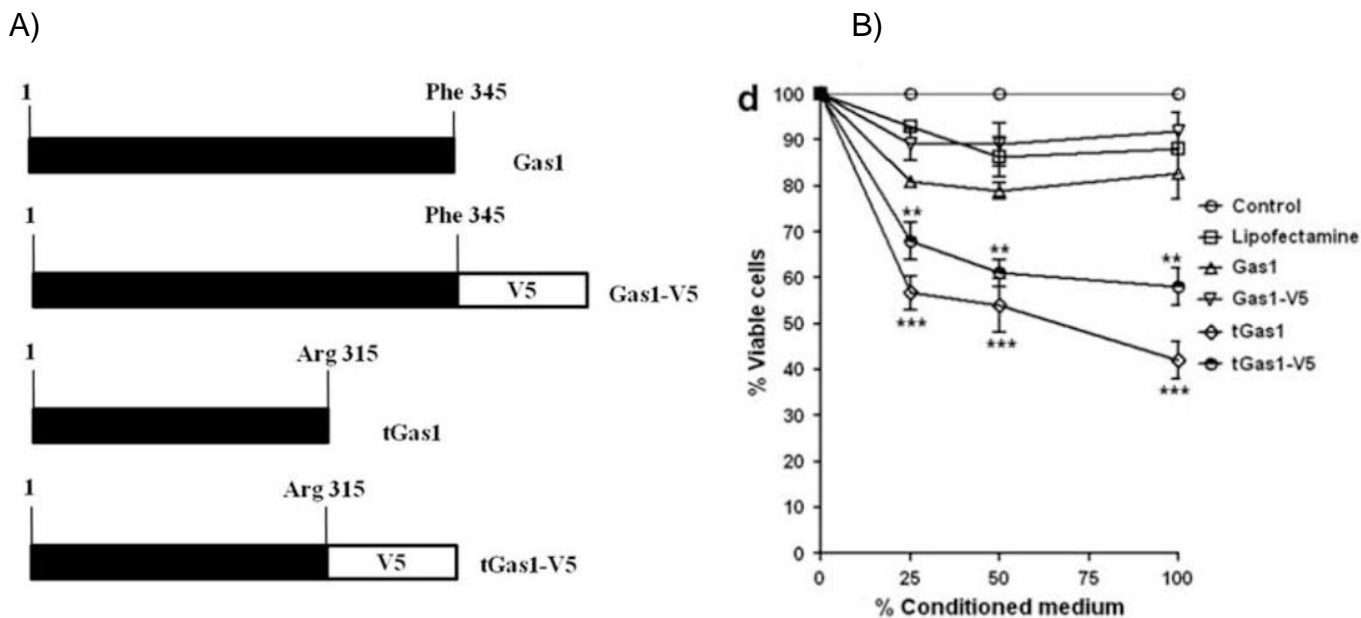 A)
B)
1
Phe 345
Gas1
1
Phe 345
V5
Gas1-V5
1
Arg 315
tGas1
1
Arg 315
V5
tGas1-V5
d
% Viable cells
100
90
80
70
60
50
40
30
20
10
0
**
**
**
***
***
***
0
25
50
75
100
% Conditioned medium
Control
Lipofectamine
Gas1
Gas1-V5
tGas1
tGas1-V5